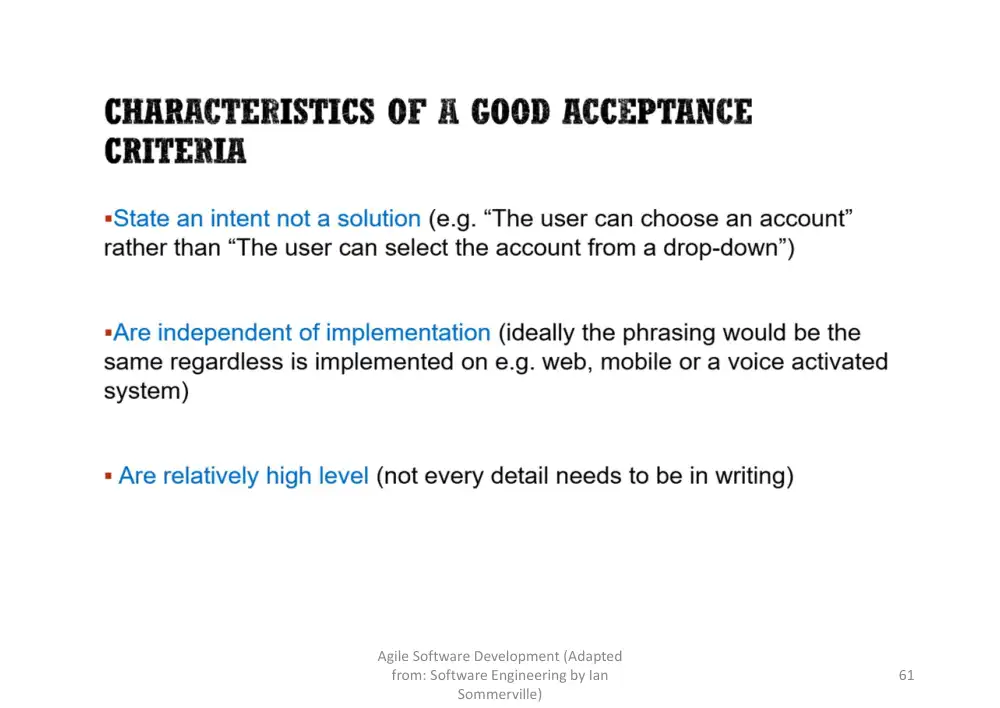 CHARACTERISTICS OF A GOOD ACCEPTANCE
CRITERIA
▪State an intent not a solution (e.g. “The user can choose an account”
rather than “The user can select the account from a drop-down”)
▪Are independent of implementation (ideally the phrasing would be the
same regardless is implemented on e.g. web, mobile or a voice activated
system)
▪ Are relatively high level (not every detail needs to be in writing)
Agile Software Development (Adapted
from: Software Engineering by Ian
Sommerville)
61